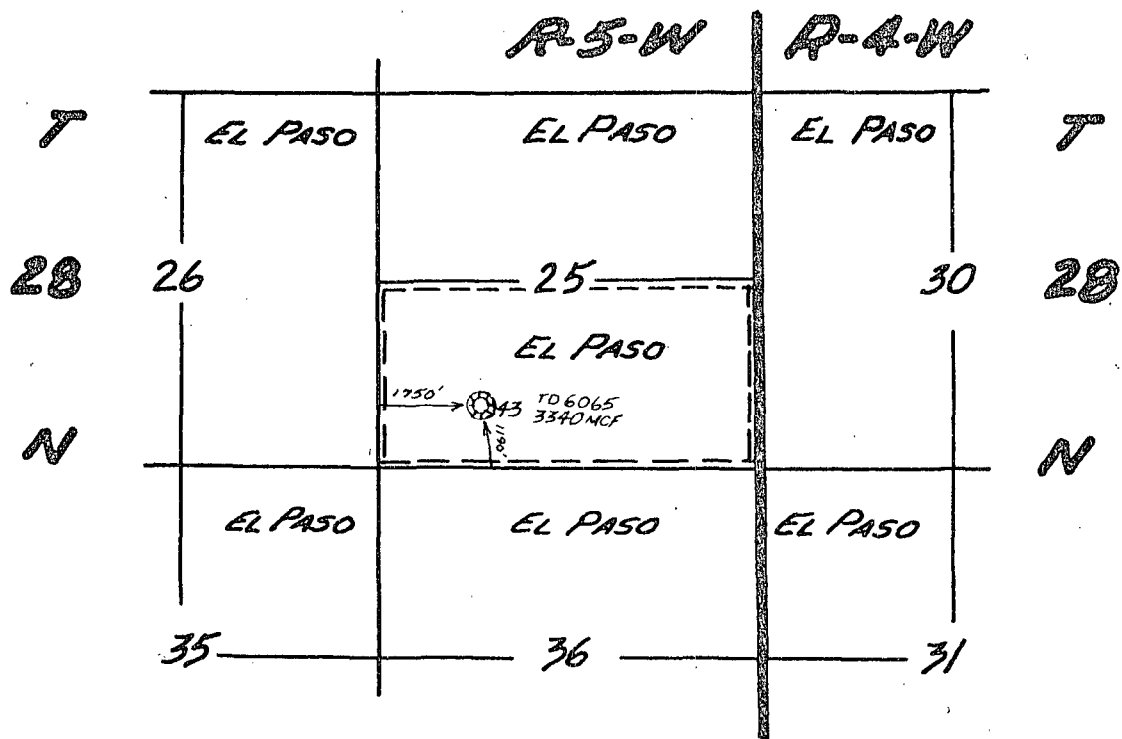 R-5-W R-4-W
T EL PASO EL PASO EL PASO T
28 26 25 30 28
EL PASO
1750' 43 TD 6065
3340 MCF
1190'
N N
EL PASO EL PASO EL PASO
35 36 31